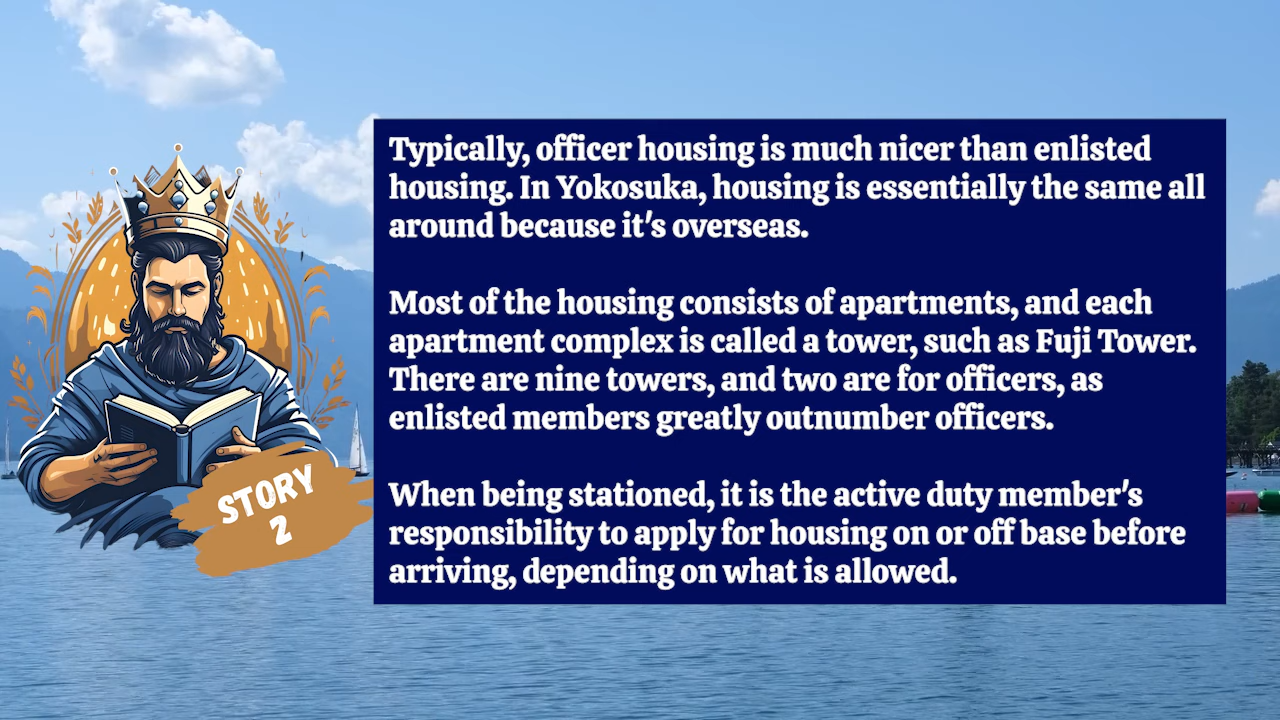 Typically, officer housing is much nicer than enlisted
housing. In Yokosuka, housing is essentially the same all
around because it's overseas.
Most of the housing consists of apartments, and each
apartment complex is called a tower, such as Fuji Tower.
There are nine towers, and two are for officers, as
enlisted members greatly outnumber officers.
When being stationed, it is the active duty member's
responsibility to apply for housing on or off base before
arriving, depending on what is allowed.
STORY
2